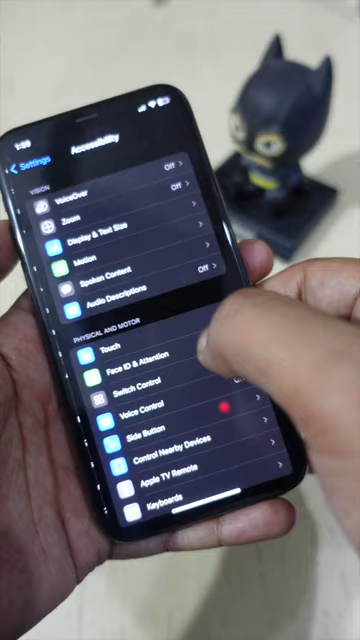 1:50
Settings
Accessibility
VISION
VoiceOver Off
Zoom Off
Display & Text Size
Motion
Spoken Content
Audio Descriptions Off
PHYSICAL AND MOTOR
Touch
Face ID & Attention
Switch Control
Voice Control
Side Button
Control Nearby Devices
Apple TV Remote
Keyboards